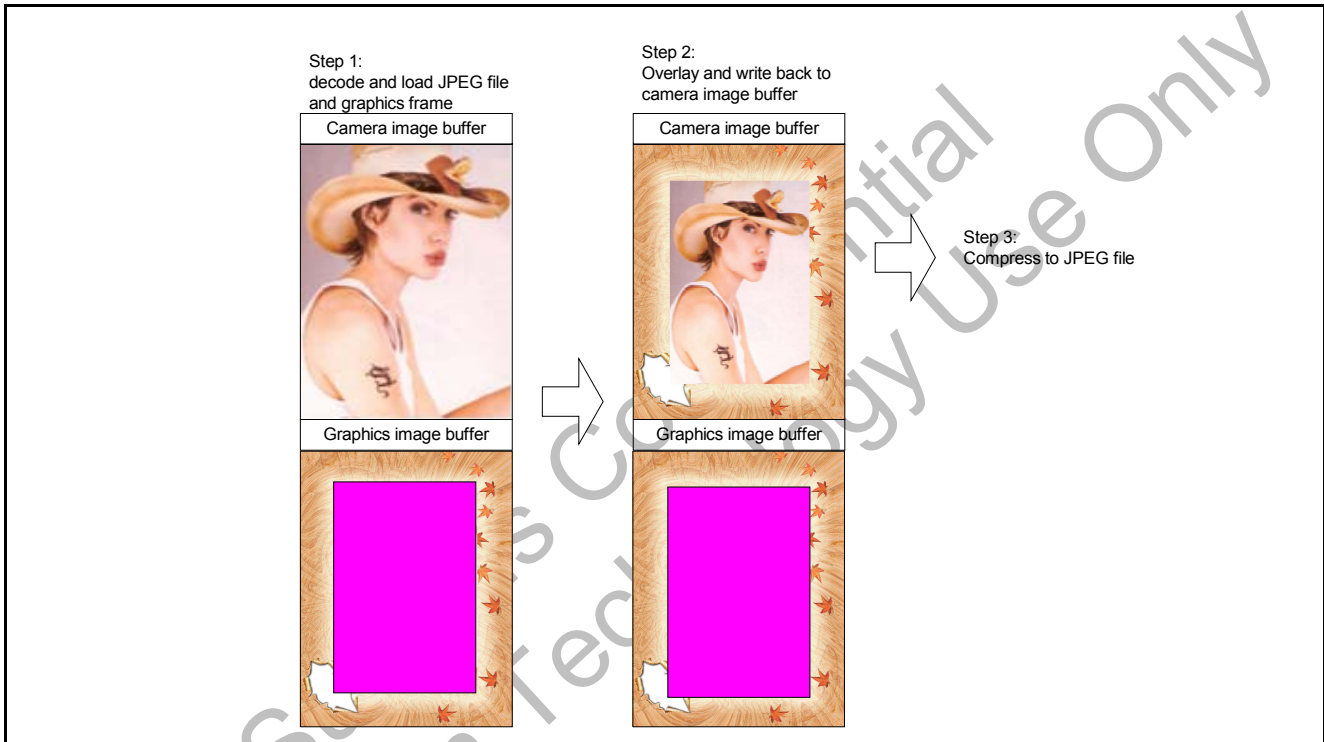 Step 1:
decode and load JPEG file
and graphics frame
Camera image buffer
Graphics image buffer
Step 2:
Overlay and write back to
camera image buffer
Camera image buffer
Graphics image buffer
Step 3:
Compress to JPEG file
Use Only